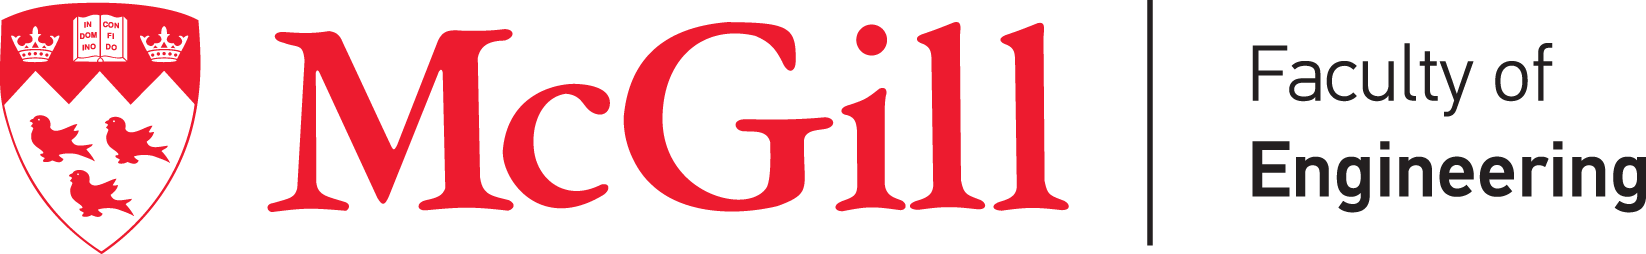 IN DOM INO
CON FI DO
McGill
Faculty of
Engineering